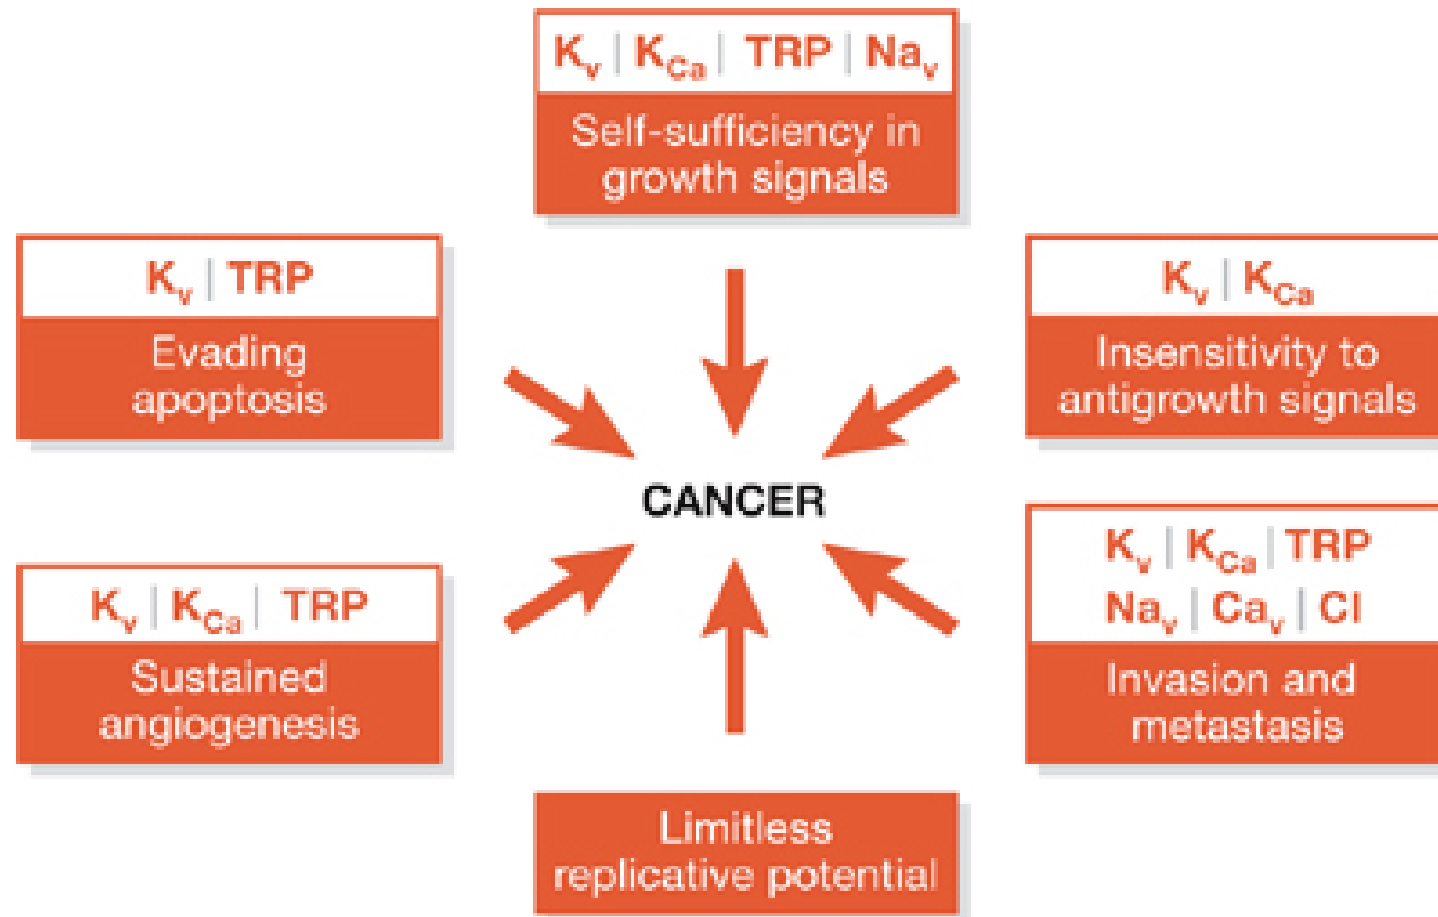 Kv | KCa | TRP | Nav
Self-sufficiency in
growth signals
Kv | TRP
Evading
apoptosis
Kv | KCa
Insensitivity to
antigrowth signals
CANCER
Kv | KCa | TRP
Nav | Cav | Cl
Invasion and
metastasis
Kv | KCa | TRP
Sustained
angiogenesis
Limitless
replicative potential